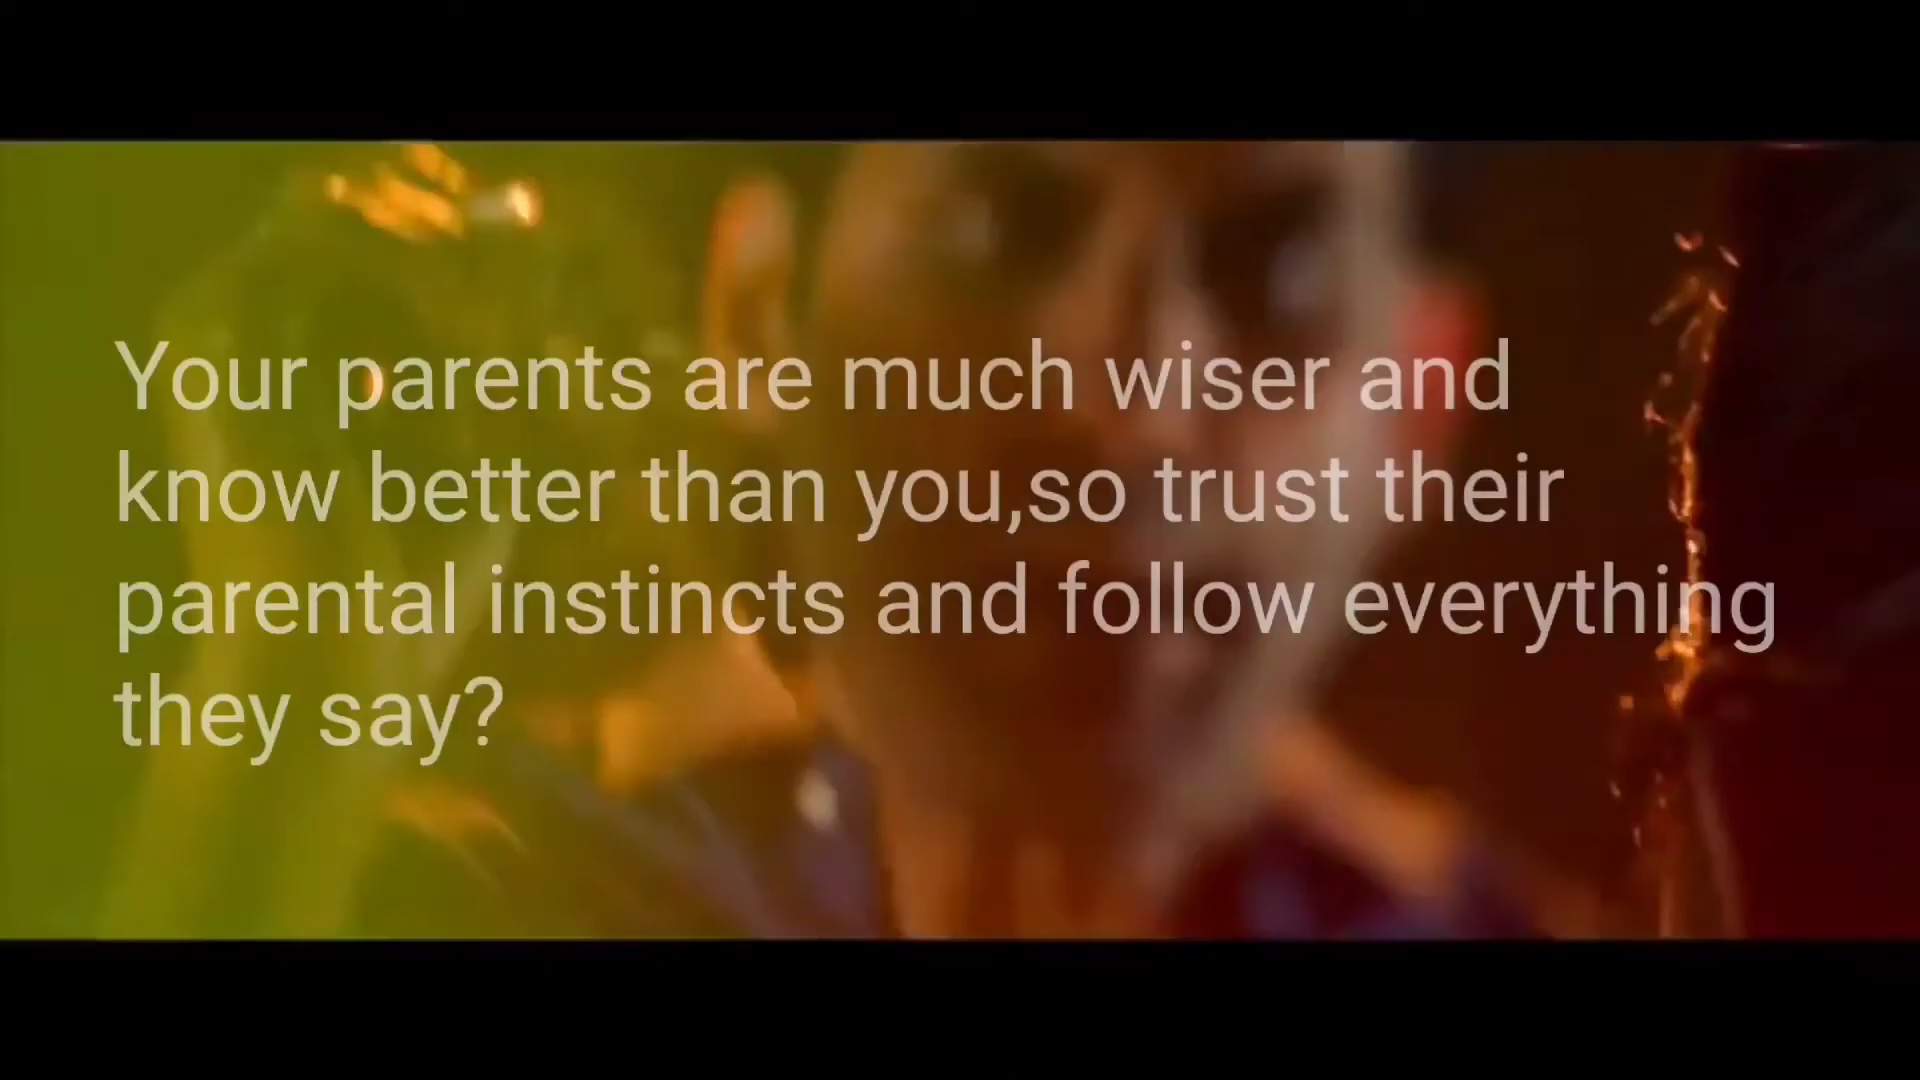 Your parents are much wiser and
know better than you,so trust their
parental instincts and follow everything
they say?